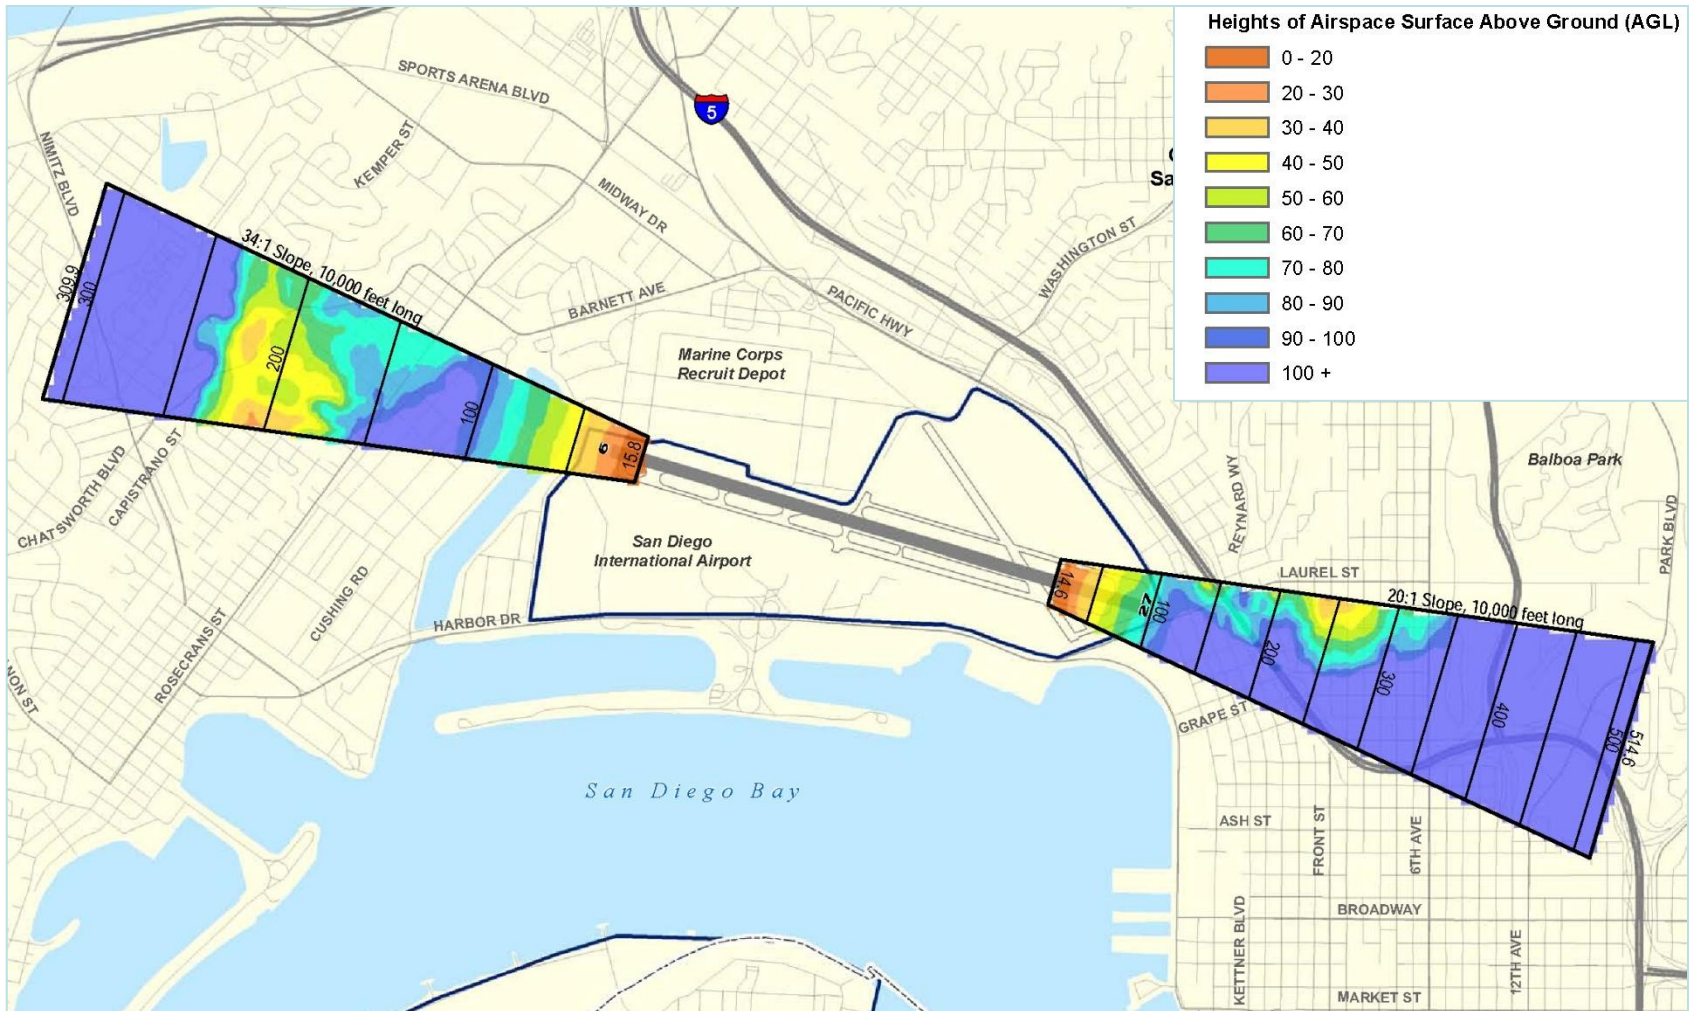 Heights of Airspace Surface Above Ground (AGL)
0 - 20
20 - 30
30 - 40
40 - 50
50 - 60
60 - 70
70 - 80
80 - 90
90 - 100
100 +
SPORTS ARENA BLVD
5
KEMPER ST
NIMITZ BLVD
MIDWAY DR
Sa
WASHINGTON ST
34:1 Slope, 10,000 feet long
309.9
300
200
100
15.8
BARNETT AVE
PACIFIC HWY
Marine Corps
Recruit Depot
CHATSWORTH BLVD
CAPISTRANO ST
San Diego
International Airport
REYNARD WY
Balboa Park
PARK BLVD
LAUREL ST
20:1 Slope, 10,000 feet long
14.6
27
100
200
300
400
500
514.6
CUSHING RD
HARBOR DR
ROSECRANS ST
NON ST
GRAPE ST
San Diego Bay
ASH ST
FRONT ST
6TH AVE
BROADWAY
KETTNER BLVD
12TH AVE
MARKET ST